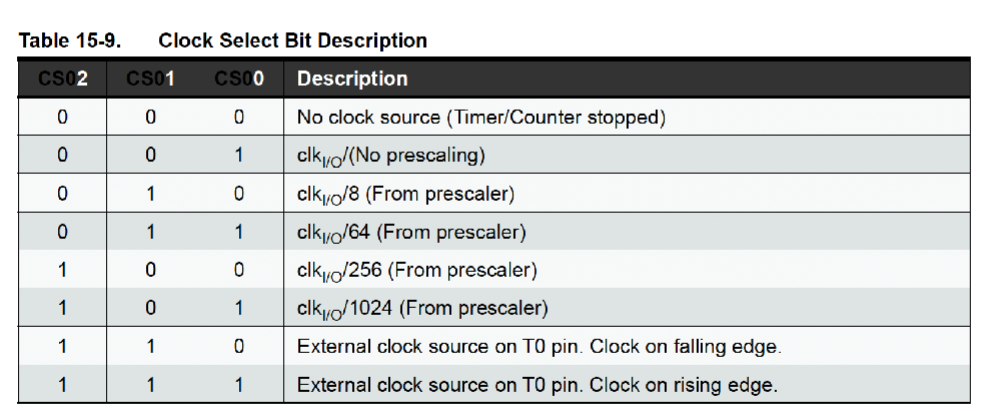 Table 15-9. Clock Select Bit Description
CS02 CS01 CS00 Description
0 0 0 No clock source (Timer/Counter stopped)
0 0 1 clkI/O/(No prescaling)
0 1 0 clkI/O/8 (From prescaler)
0 1 1 clkI/O/64 (From prescaler)
1 0 0 clkI/O/256 (From prescaler)
1 0 1 clkI/O/1024 (From prescaler)
1 1 0 External clock source on T0 pin. Clock on falling edge.
1 1 1 External clock source on T0 pin. Clock on rising edge.